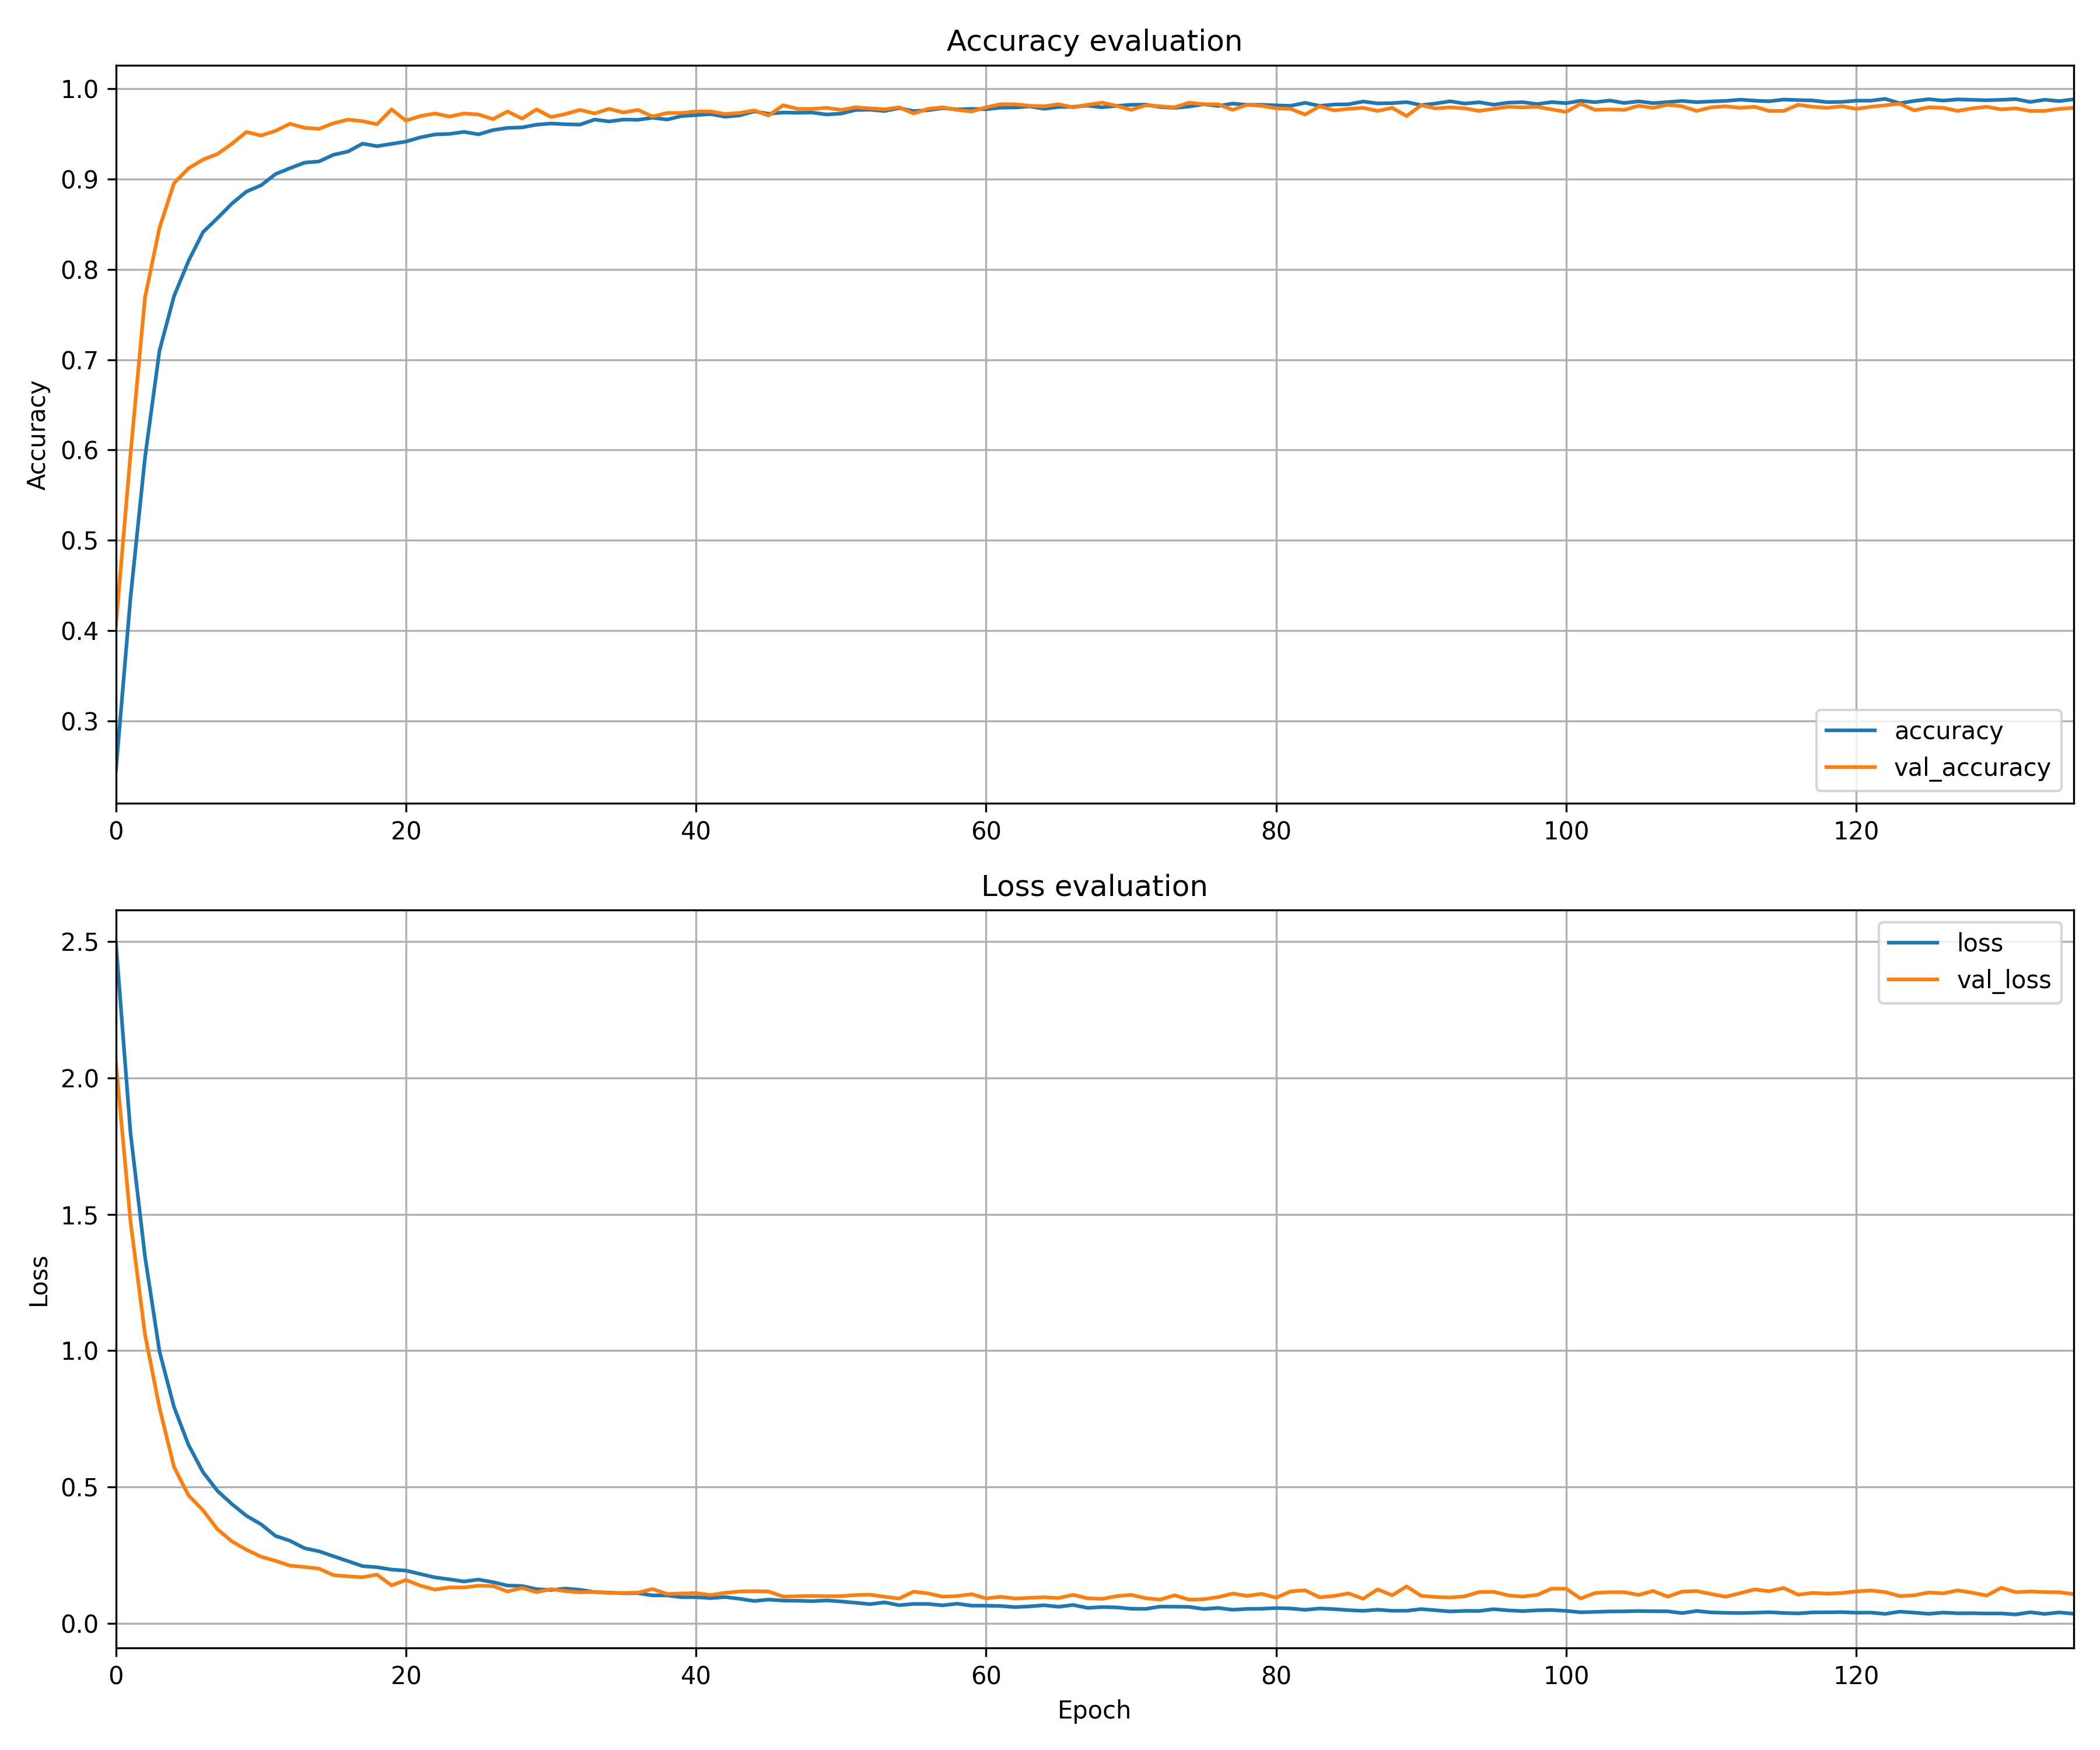 Accuracy evaluation
1.0
0.9
0.8
0.7
0.6
0.5
0.4
0.3
Accuracy
accuracy
val_accuracy
0 20 40 60 80 100 120
Loss evaluation
2.5
2.0
1.5
1.0
0.5
0.0
Loss
loss
val_loss
0 20 40 60 80 100 120
Epoch